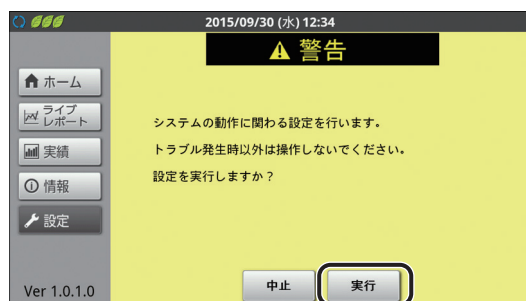 2015/09/30 (水) 12:34
警告
ホーム
ライブ
レポート
実績
情報
設定
システムの動作に関わる設定を行います。
トラブル発生時以外は操作しないでください。
設定を実行しますか？
中止
実行
Ver 1.0.1.0